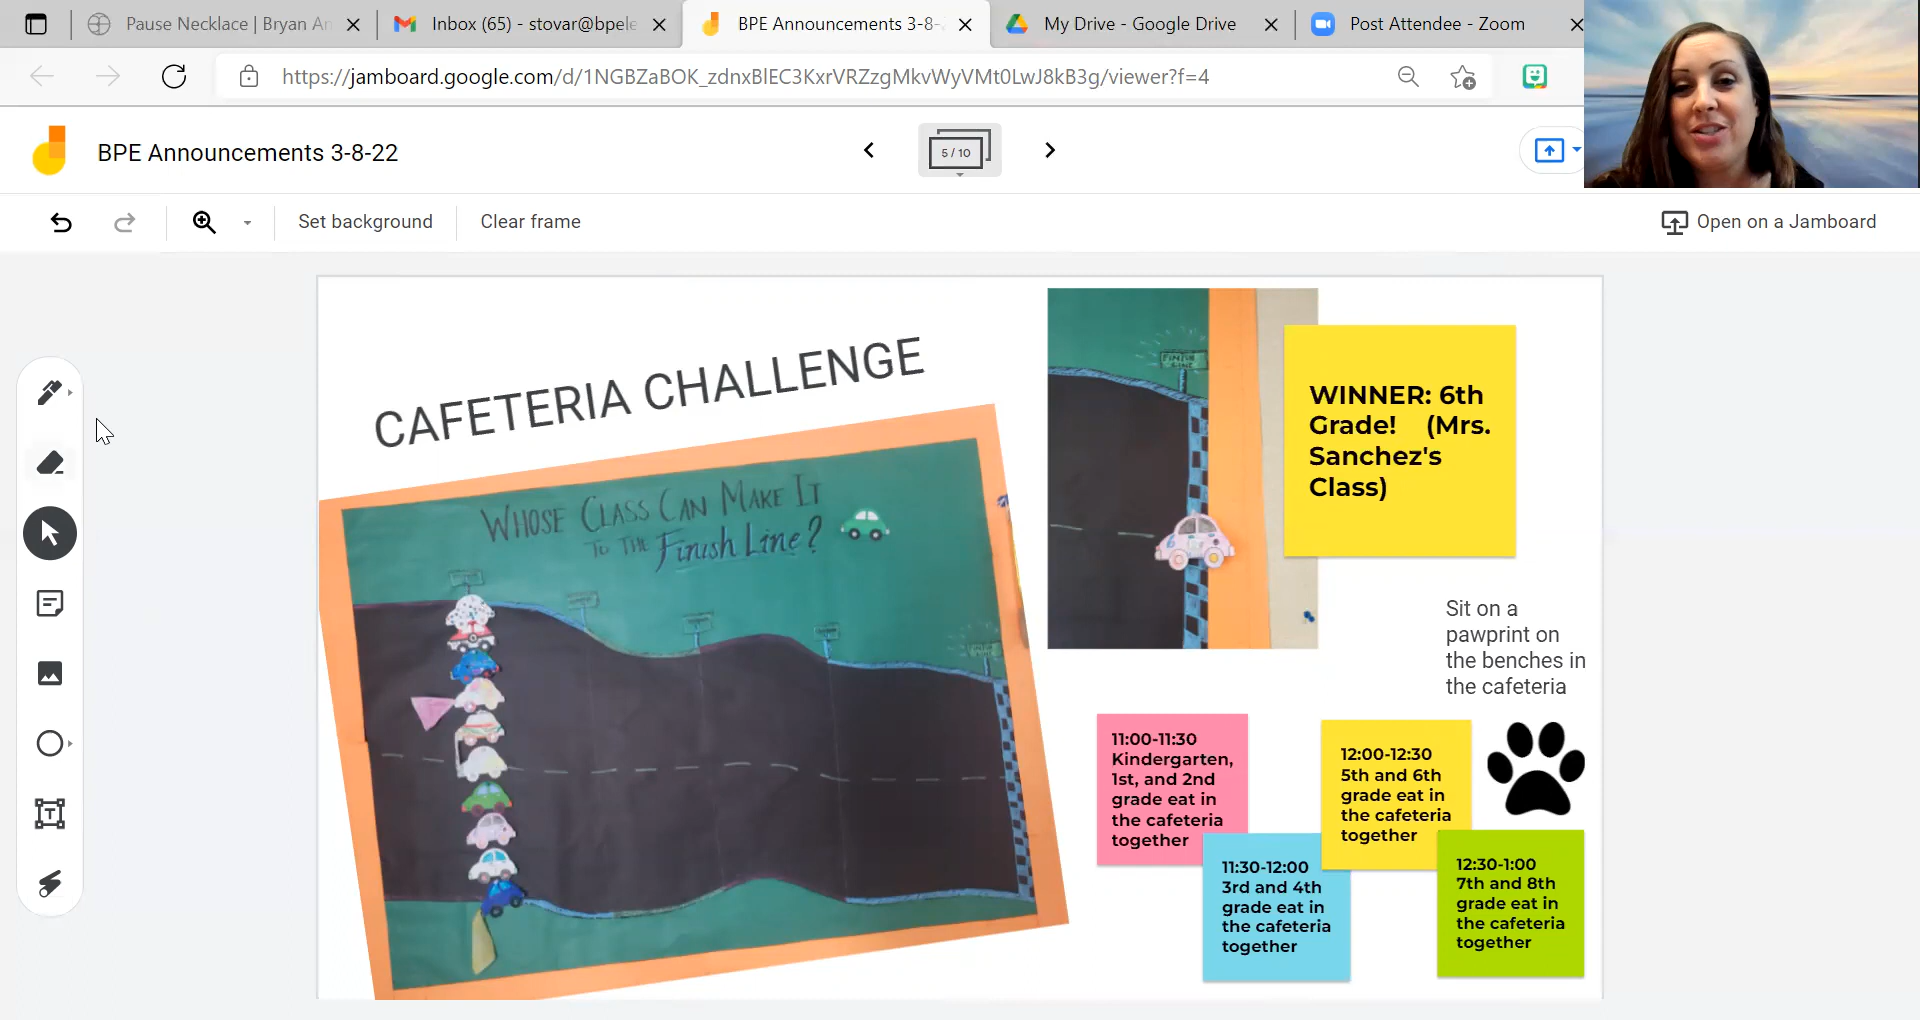 Pause Necklace | Bryan An
Inbox (65) - stovar@bpele
BPE Announcements 3-8-
My Drive - Google Drive
Post Attendee - Zoom
https://jamboard.google.com/d/1NGBZaBOK_zdnxBlEC3KxrVRZzgMkvWyVMt0LwJ8kB3g/viewer?f=4
BPE Announcements 3-8-22
5 / 10
Set background
Clear frame
Open on a Jamboard
CAFETERIA CHALLENGE
WHOSE CLASS CAN MAKE IT
TO THE Finish Line?
FINISH
LINE
WINNER: 6th
Grade! (Mrs.
Sanchez's
Class)
Sit on a
pawprint on
the benches in
the cafeteria
11:00-11:30
Kindergarten,
1st, and 2nd
grade eat in
the cafeteria
together
11:30-12:00
3rd and 4th
grade eat in
the cafeteria
together
12:00-12:30
5th and 6th
grade eat in
the cafeteria
together
12:30-1:00
7th and 8th
grade eat in
the cafeteria
together